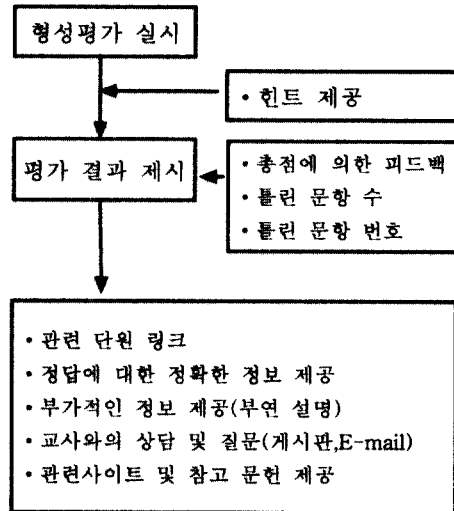 형성평가 실시
• 힌트 제공
평가 결과 제시
• 총점에 의한 피드백
• 틀린 문항 수
• 틀린 문항 번호
• 관련 단원 링크
• 정답에 대한 정확한 정보 제공
• 부가적인 정보 제공(부연 설명)
• 교사와의 상담 및 질문(게시판,E-mail)
• 관련사이트 및 참고 문헌 제공